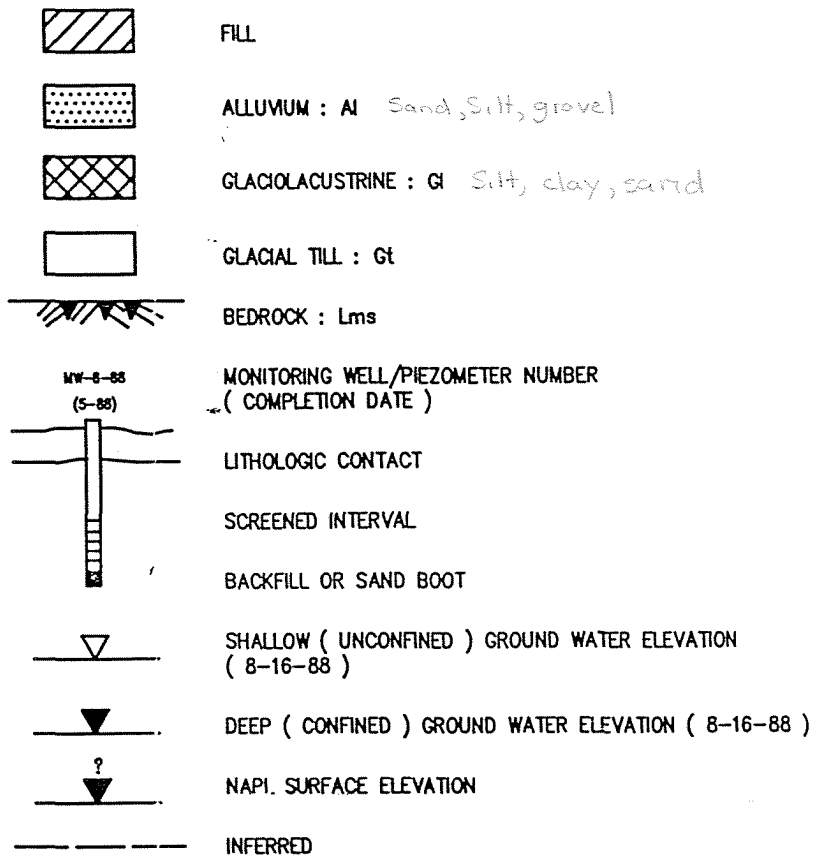 FILL
ALLUVIUM : Al Sand, Silt, grovel
GLACIOLACUSTRINE : Gl Silt, clay, sand
GLACIAL TILL : Gt
BEDROCK : Lms
MW-6-88
(5-88)
MONITORING WELL/PIEZOMETER NUMBER
( COMPLETION DATE )
LITHOLOGIC CONTACT
SCREENED INTERVAL
BACKFILL OR SAND BOOT
SHALLOW ( UNCONFINED ) GROUND WATER ELEVATION
( 8-16-88 )
DEEP ( CONFINED ) GROUND WATER ELEVATION ( 8-16-88 )
?
NAPl. SURFACE ELEVATION
INFERRED